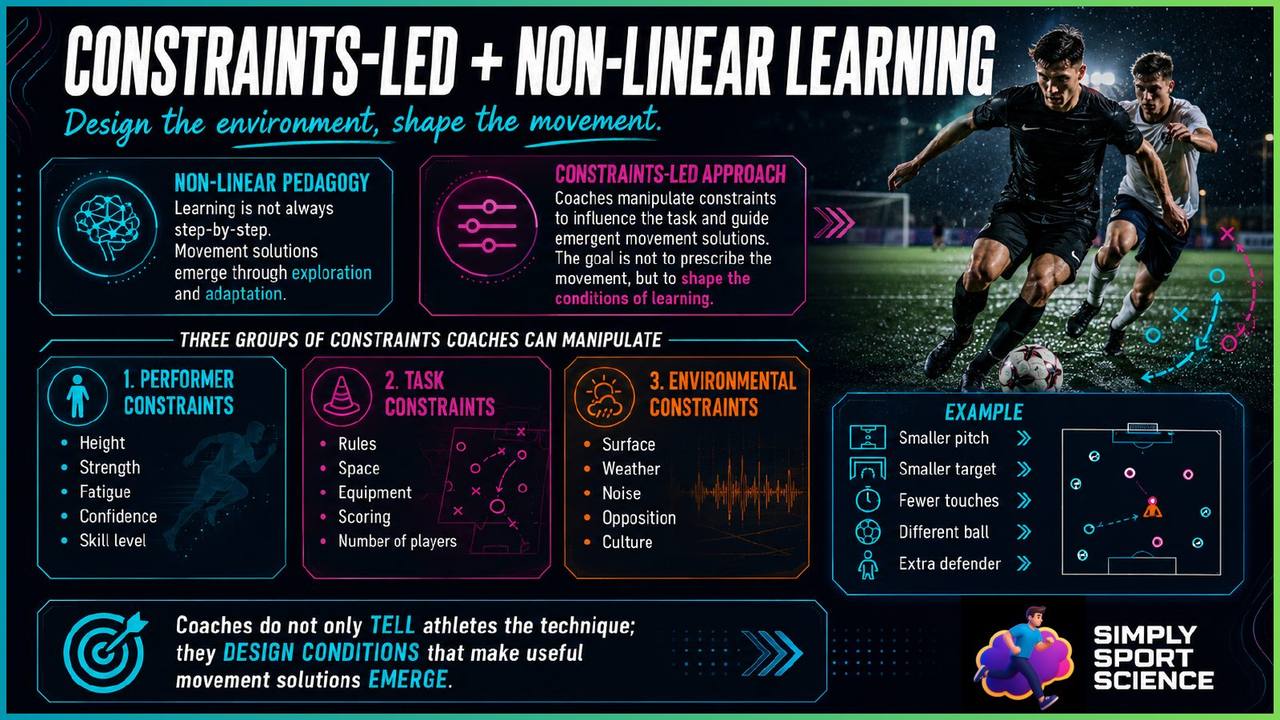 CONSTRAINTS-LED + NON-LINEAR LEARNING
Design the environment, shape the movement.
NON-LINEAR PEDAGOGY
Learning is not always
step-by-step.
Movement solutions
emerge through exploration
and adaptation.
CONSTRAINTS-LED APPROACH
Coaches manipulate constraints
to influence the task and guide
emergent movement solutions.
The goal is not to prescribe the
movement, but to shape the
conditions of learning.
THREE GROUPS OF CONSTRAINTS COACHES CAN MANIPULATE
1. PERFORMER
CONSTRAINTS
• Height
• Strength
• Fatigue
• Confidence
• Skill level
2. TASK
CONSTRAINTS
• Rules
• Space
• Equipment
• Scoring
• Number of players
3. ENVIRONMENTAL
CONSTRAINTS
• Surface
• Weather
• Noise
• Opposition
• Culture
EXAMPLE
Smaller pitch
Smaller target
Fewer touches
Different ball
Extra defender
Coaches do not only TELL athletes the technique;
they DESIGN CONDITIONS that make useful
movement solutions EMERGE.
SIMPLY
SPORT
SCIENCE